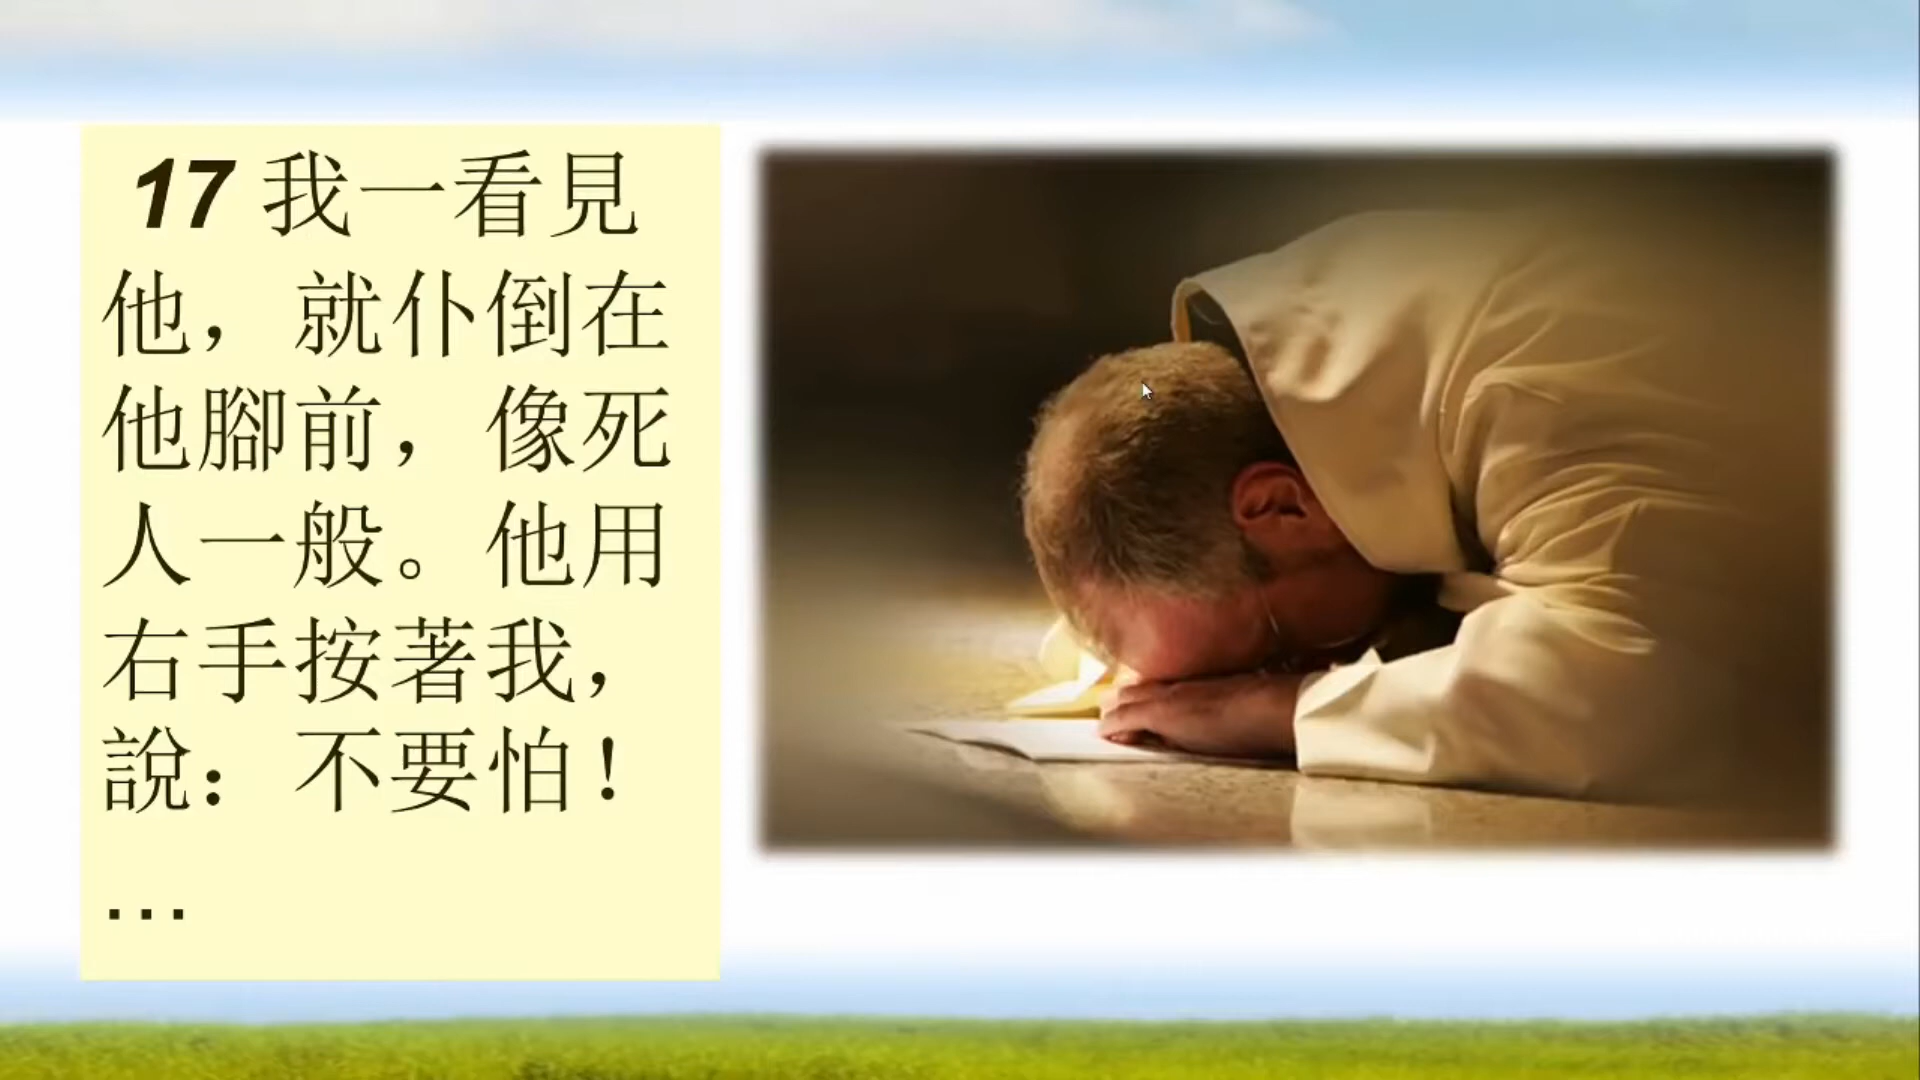 17 我一看見
他，就仆倒在
他腳前，像死
人一般。他用
右手按著我，
說：不要怕！
…